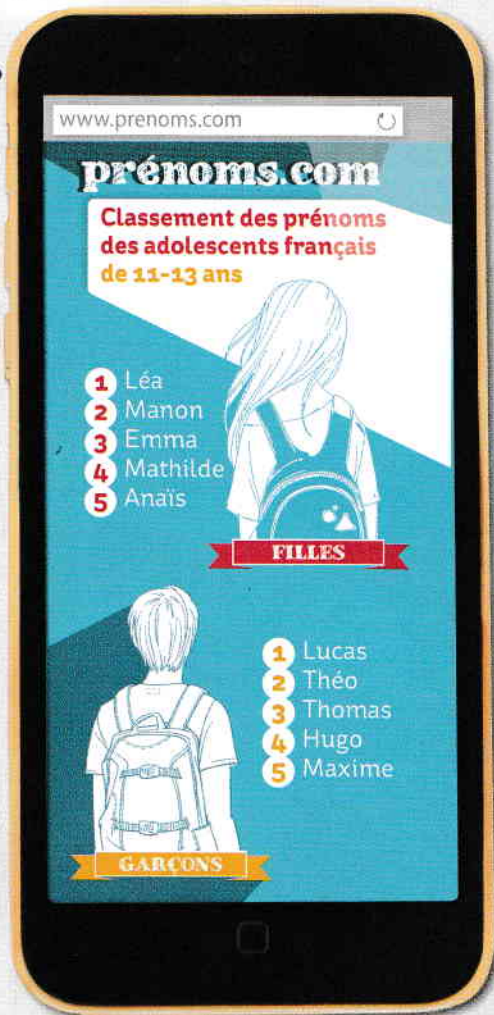 www.prenoms.com
prénoms.com
Classement des prénoms
des adolescents français
de 11-13 ans
1 Léa
2 Manon
3 Emma
4 Mathilde
5 Anaïs
FILLES
1 Lucas
2 Théo
3 Thomas
4 Hugo
5 Maxime
GARÇONS